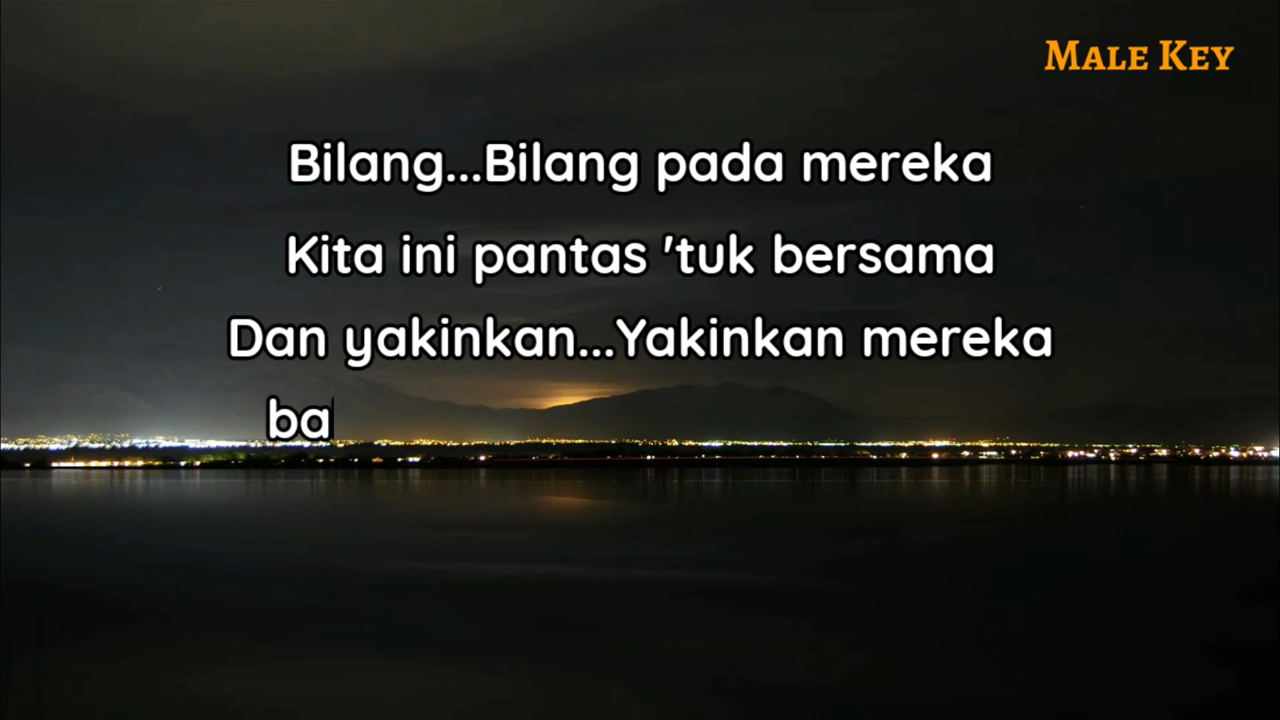 MALE KEY
Bilang...Bilang pada mereka
Kita ini pantas 'tuk bersama
Dan yakinkan...Yakinkan mereka
ba